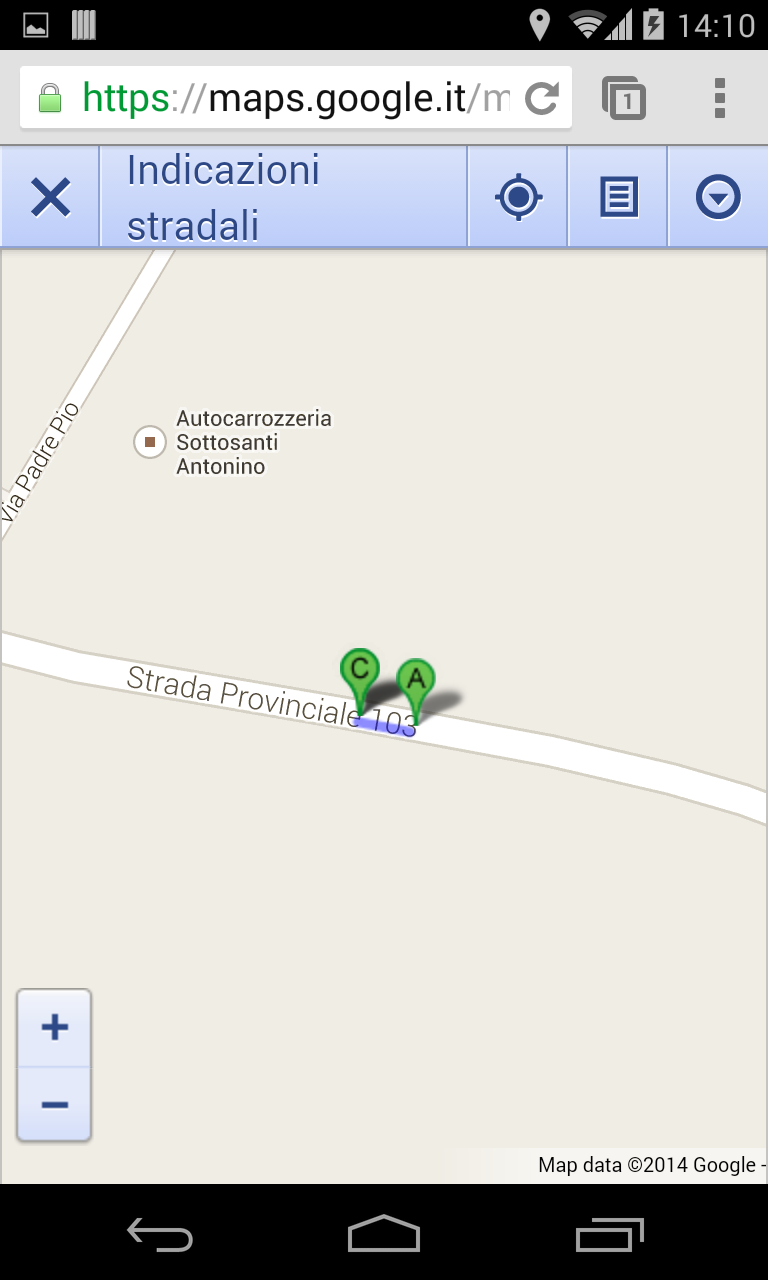 14:10
https://maps.google.it/m
1
Indicazioni
stradali
Autocarrozzeria
Sottosanti
Antonino
Via Padre Pio
C
A
Strada Provinciale 103
+
−
Map data ©2014 Google -